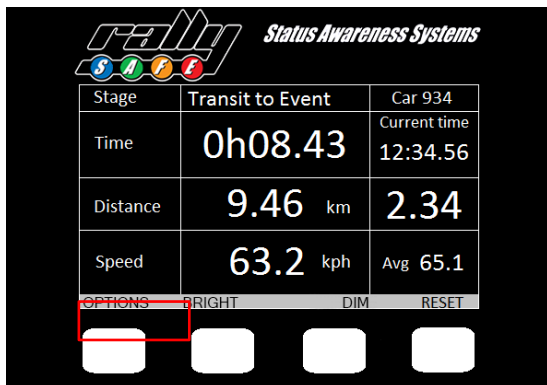 rally
SAFE
Status Awareness Systems
Stage Transit to Event Car 934
Time 0h08.43 Current time
12:34.56
Distance 9.46 km 2.34
Speed 63.2 kph Avg 65.1
OPTIONS BRIGHT DIM RESET